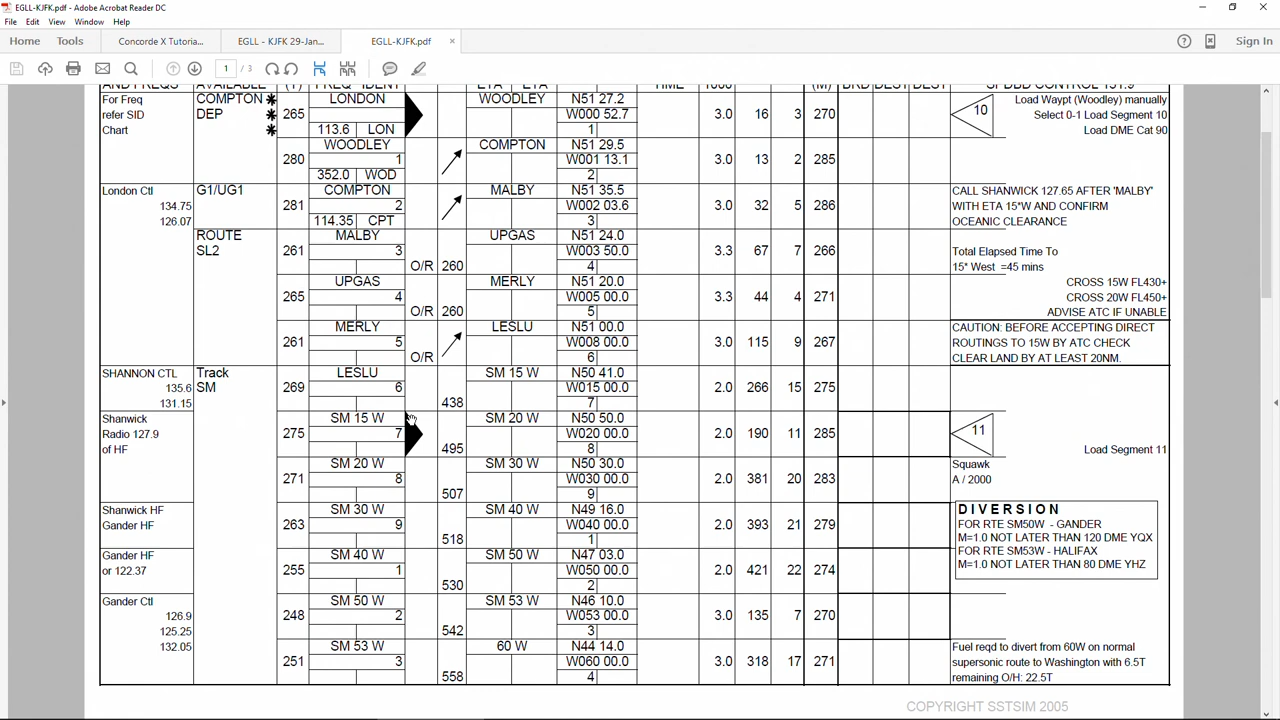 EGLL-KJFK.pdf - Adobe Acrobat Reader DC
File Edit View Window Help
Home Tools Concorde X Tutoria... EGLL - KJFK 29-Jan... EGLL-KJFK.pdf × Sign In
1 / 3
AND FREQS AVAILABLE (T) FREQ IDENT ETA ETA TIME 1000 (M) BRD DEST DEST SPDBD CONTROL 131.9
For Freq COMPTON * LONDON WOODLEY N51 27.2 Load Waypt (Woodley) manually
refer SID DEP 265 W000 52.7 3.0 16 3 270 10 Select 0-1 Load Segment 10
Chart * 113.6 LON 1 Load DME Cat 90
WOODLEY COMPTON N51 29.5
280 1 W001 13.1 3.0 13 2 285
352.0 WOD 2
London Ctl G1/UG1 COMPTON MALBY N51 35.5 CALL SHANWICK 127.65 AFTER 'MALBY'
134.75 281 2 W002 03.6 3.0 32 5 286 WITH ETA 15*W AND CONFIRM
126.07 114.35 CPT 3 OCEANIC CLEARANCE
ROUTE MALBY UPGAS N51 24.0
SL2 261 3 W003 50.0 3.3 67 7 266 Total Elapsed Time To
O/R 260 4 15* West =45 mins
UPGAS MERLY N51 20.0 CROSS 15W FL430+
265 4 W005 00.0 3.3 44 4 271 CROSS 20W FL450+
O/R 260 5 ADVISE ATC IF UNABLE
MERLY LESLU N51 00.0 CAUTION: BEFORE ACCEPTING DIRECT
261 5 W008 00.0 3.0 115 9 267 ROUTINGS TO 15W BY ATC CHECK
O/R 6 CLEAR LAND BY AT LEAST 20NM.
SHANNON CTL Track LESLU SM 15 W N50 41.0
135.6 SM 269 6 W015 00.0 2.0 266 15 275
131.15 438 7
Shanwick SM 15 W SM 20 W N50 50.0
Radio 127.9 275 7 W020 00.0 2.0 190 11 285 11
of HF 495 8 Load Segment 11
SM 20 W SM 30 W N50 30.0 Squawk
271 8 W030 00.0 2.0 381 20 283 A / 2000
507 9
Shanwick HF SM 30 W SM 40 W N49 16.0 DIVERSION
Gander HF 263 9 W040 00.0 2.0 393 21 279 FOR RTE SM50W - GANDER
518 1 M=1.0 NOT LATER THAN 120 DME YQX
Gander HF SM 40 W SM 50 W N47 03.0 FOR RTE SM53W - HALIFAX
or 122.37 255 1 W050 00.0 2.0 421 22 274 M=1.0 NOT LATER THAN 80 DME YHZ
530 2
Gander Ctl SM 50 W SM 53 W N46 10.0
126.9 248 2 W053 00.0 3.0 135 7 270
125.25 542 3
132.05 SM 53 W 60 W N44 14.0 Fuel reqd to divert from 60W on normal
251 3 W060 00.0 3.0 318 17 271 supersonic route to Washington with 6.5T
558 4 remaining O/H: 22.5T
COPYRIGHT SSTSIM 2005